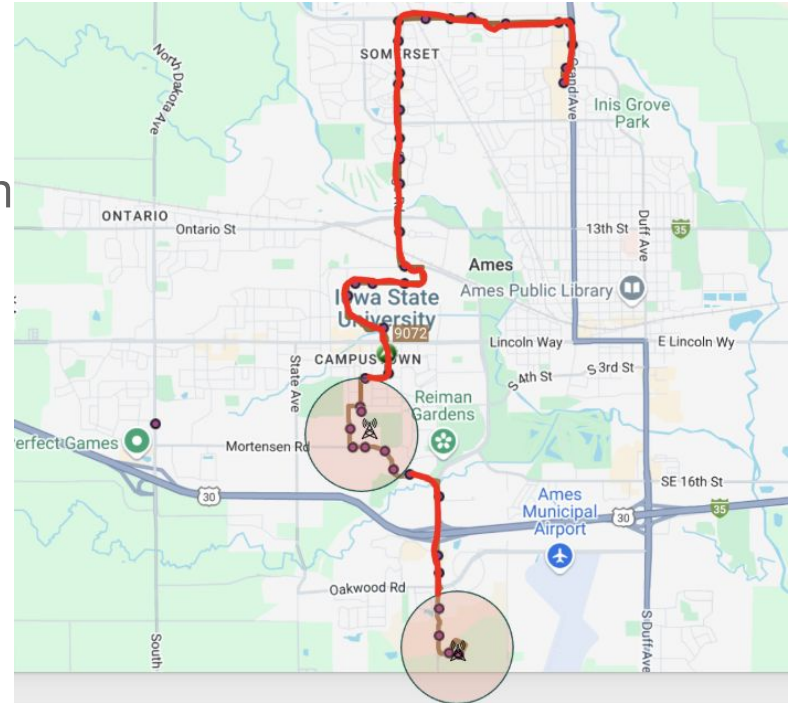 North Dakota Ave
SOMERSET
Grand Ave
Inis Grove
Park
n
ONTARIO
Ontario St
13th St
Duff Ave
35
Ames
Ames Public Library
Iowa State
University
9072
Lincoln Way
E Lincoln Wy
CAMPUSTOWN
State Ave
S 4th St
S 3rd St
Reiman
Gardens
erfect Games
Mortensen Rd
30
SE 16th St
Ames
Municipal
Airport
30
35
Oakwood Rd
South
S Duff Ave